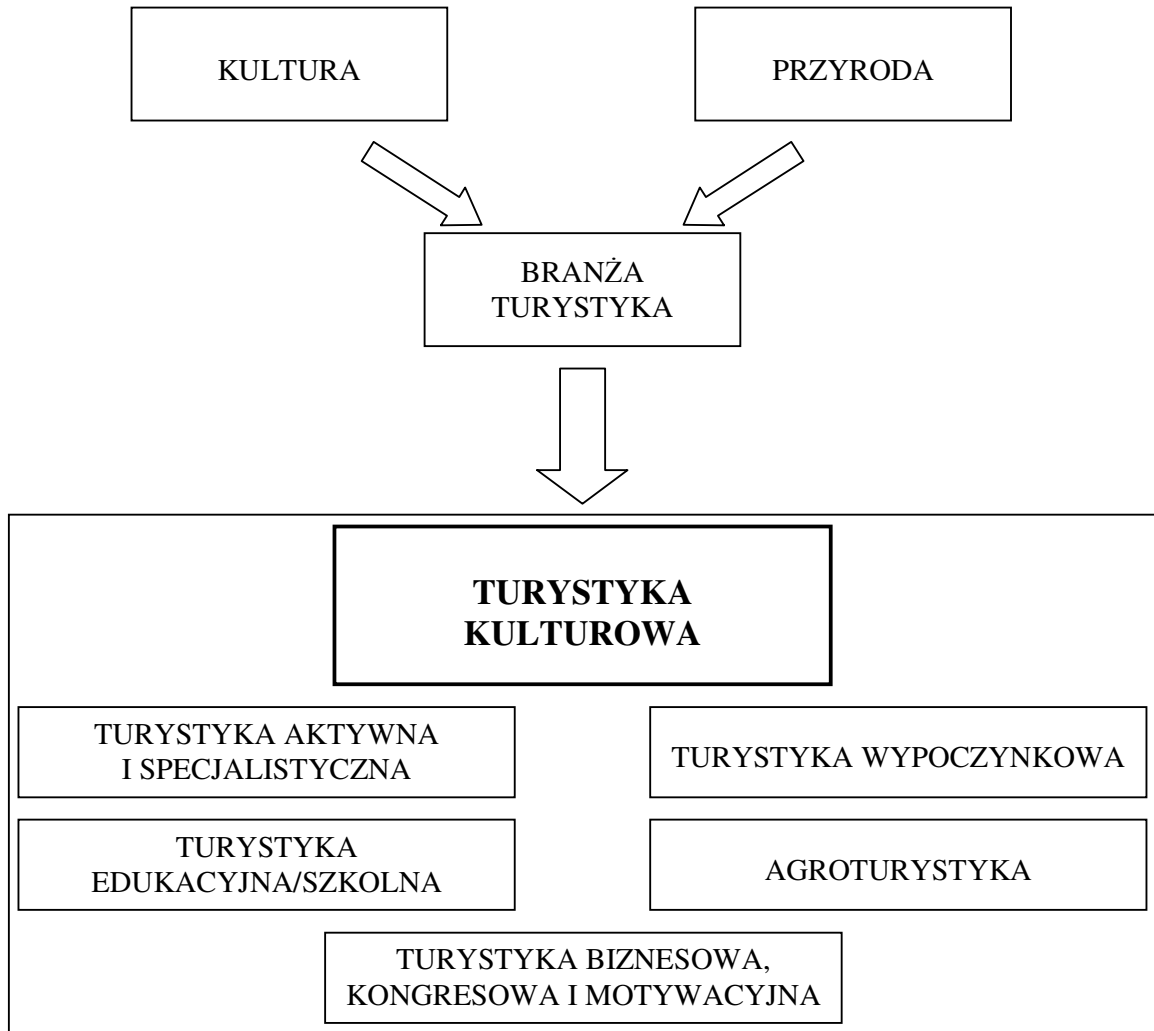 KULTURA
PRZYRODA
BRANŻA
TURYSTYKA
TURYSTYKA
KULTUROWA
TURYSTYKA AKTYWNA
I SPECJALISTYCZNA
TURYSTYKA WYPOCZYNKOWA
TURYSTYKA
EDUKACYJNA/SZKOLNA
AGROTURYSTYKA
TURYSTYKA BIZNESOWA,
KONGRESOWA I MOTYWACYJNA